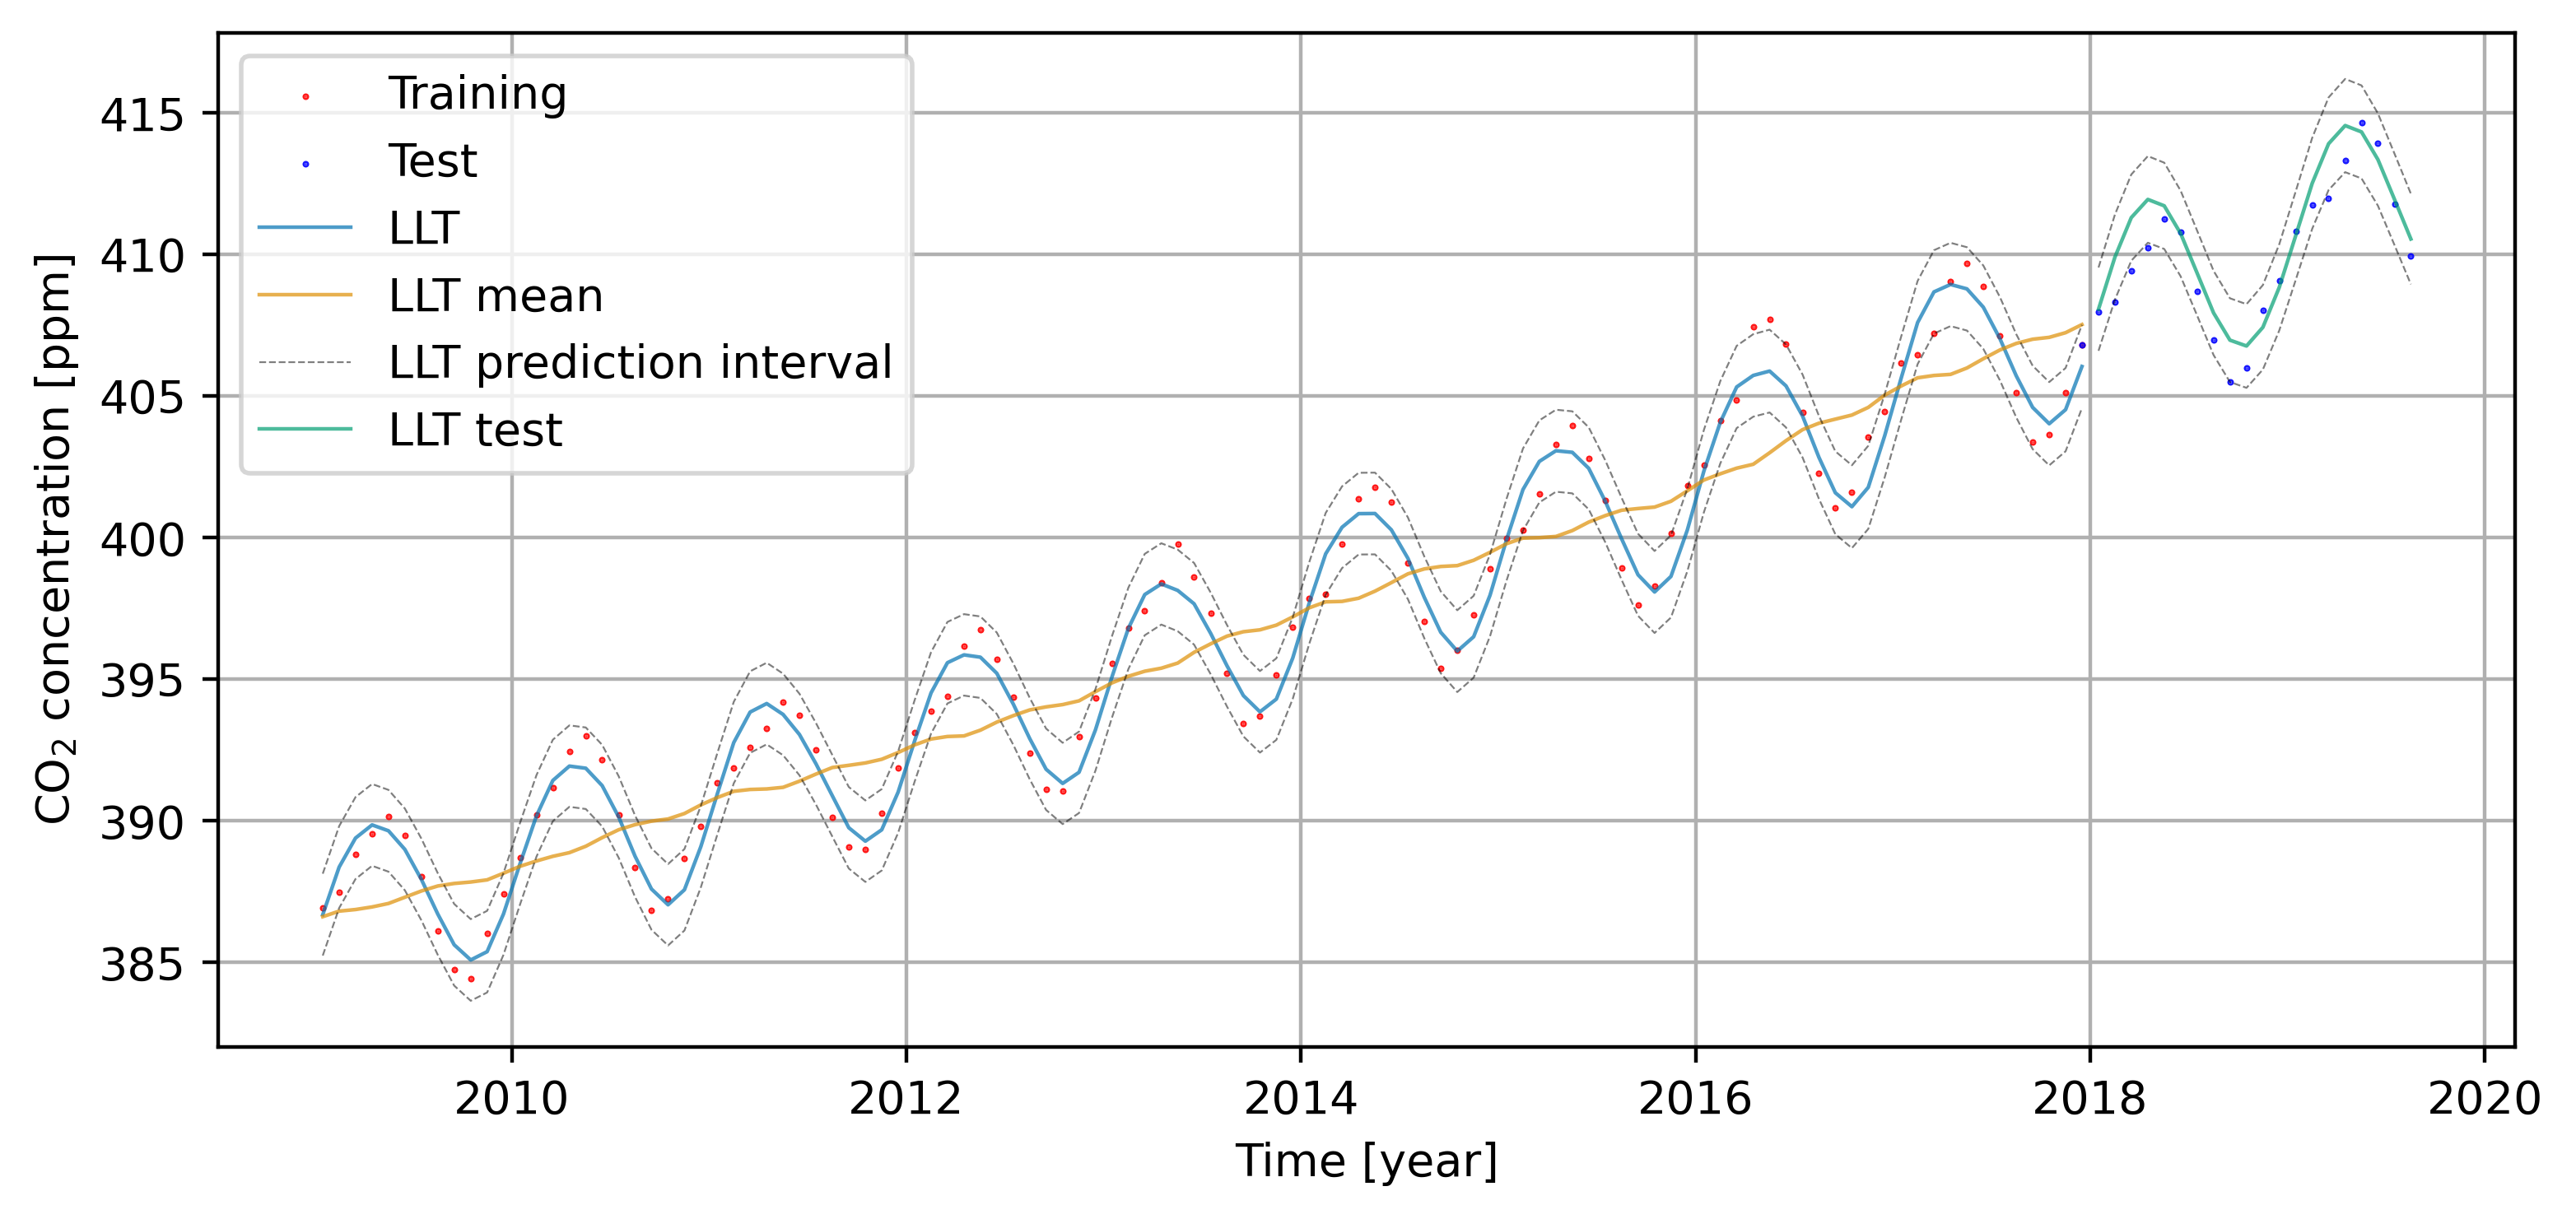 Training
Test
LLT
LLT mean
LLT prediction interval
LLT test
415
410
405
400
395
390
385
CO₂ concentration [ppm]
2010 2012 2014 2016 2018 2020
Time [year]